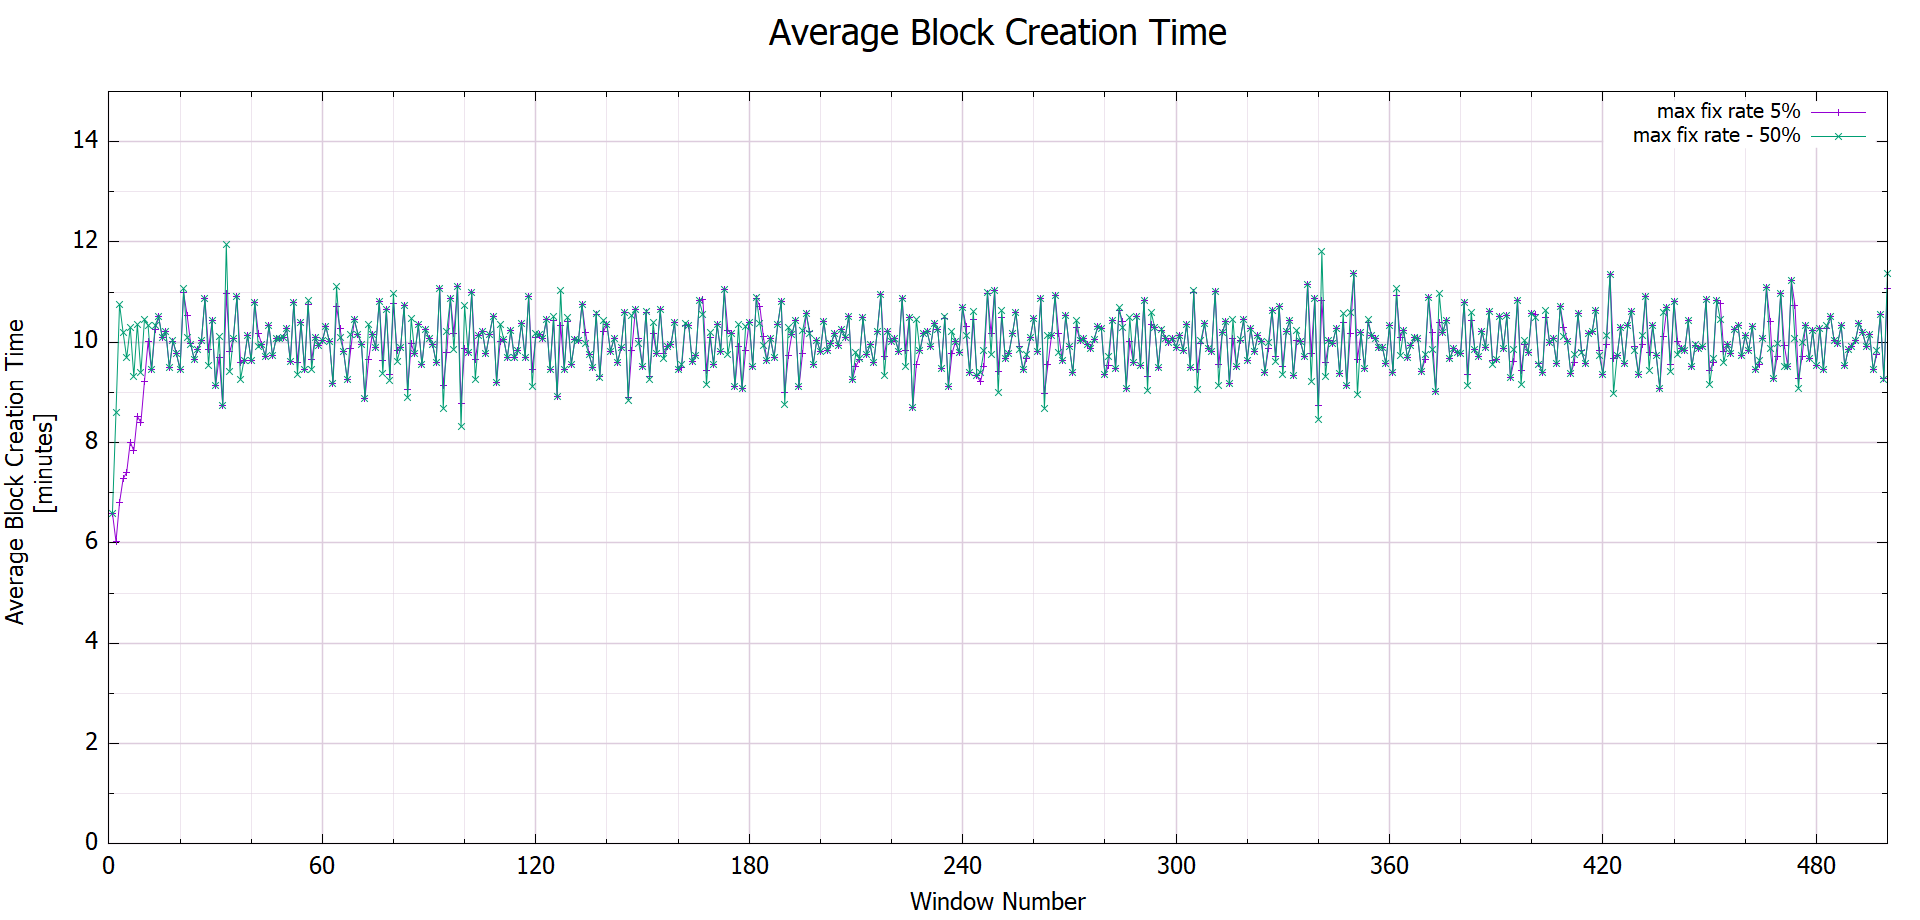 Average Block Creation Time
max fix rate 5%
max fix rate - 50%
14
12
10
8
6
4
2
0
Average Block Creation Time
[minutes]
0 60 120 180 240 300 360 420 480
Window Number